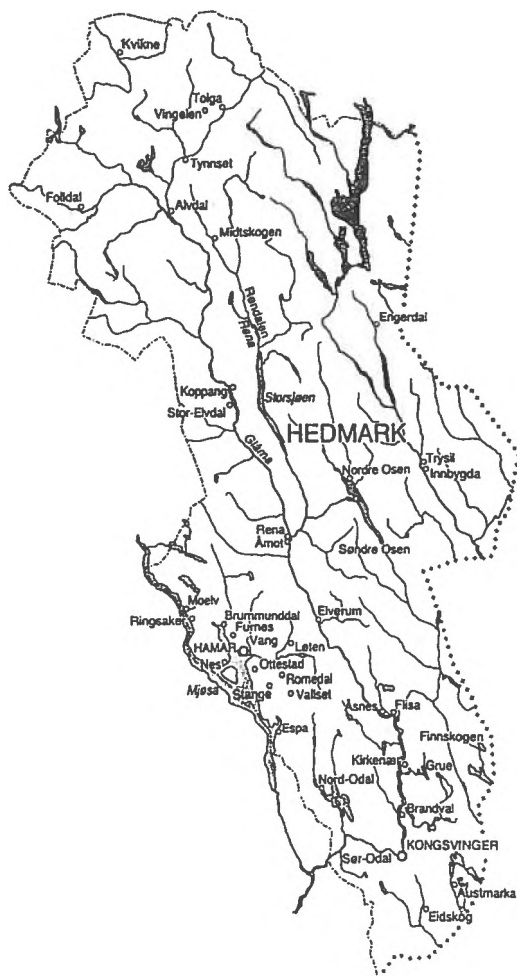 Kvikne
Tolga
Vingelen
Tynnset
Folldal
Alvdal
Midtskogen
Rendalen
Rena
Engerdal
Koppang
Storsjøen
Stor-Elvdal
HEDMARK
Glåma
Trysil
Innbygda
Nordre Osen
Rena
Åmot
Søndre Osen
Moelv
Ringsaker
Brummunddal
Furnes
Elverum
Vang
Løten
HAMAR
Nes
Ottestad
Romedal
Mjøsa
Stange
Vallset
Åsnes
Flisa
Espa
Finnskogen
Kirkenær
Grue
Nord-Odal
Brandval
KONGSVINGER
Sør-Odal
Austmarka
Eidskog